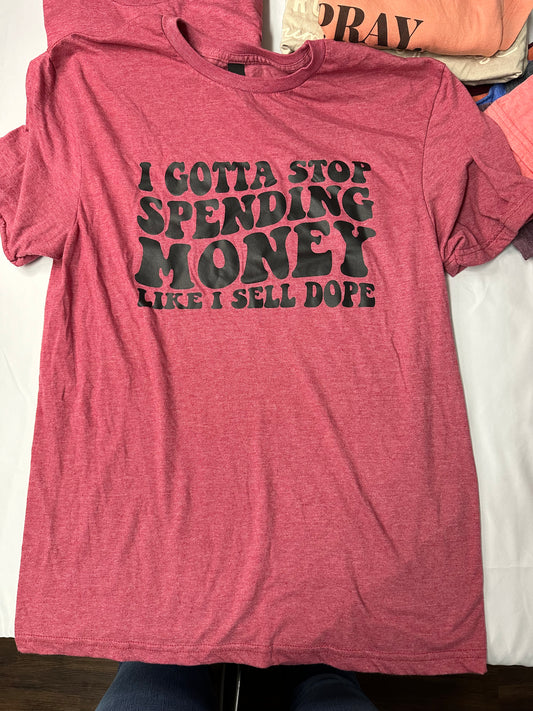 PRAY.
I GOTTA STOP
SPENDING
MONEY
LIKE I SELL DOPE